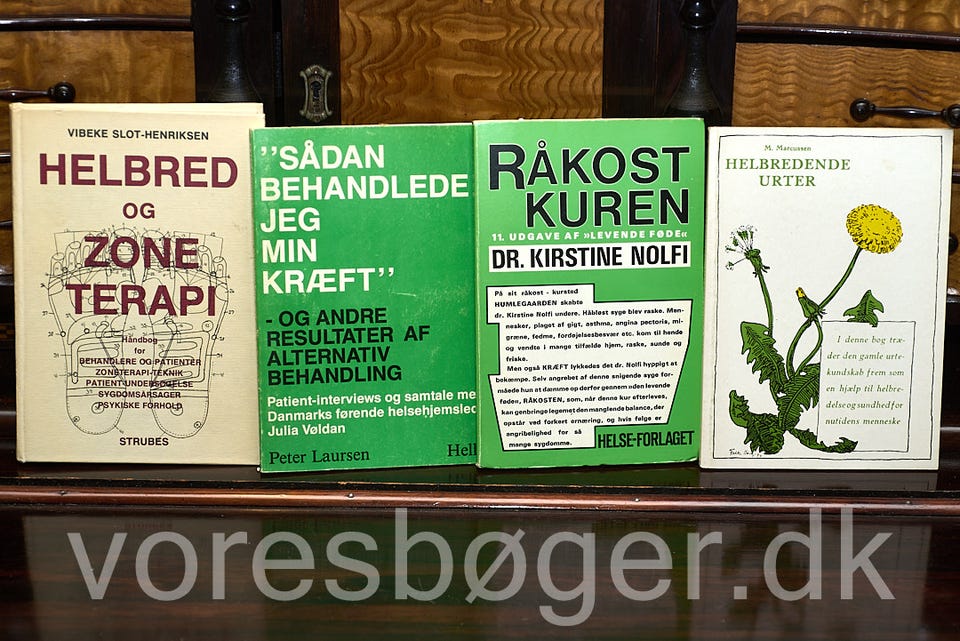 VIBEKE SLOT-HENRIKSEN
HELBRED
OG
ZONE
TERAPI
Håndbog
for
BEHANDLERE OG PATIENTER
ZONETERAPI-TEKNIK
PATIENT-UNDERSØGELSE
SYGDOMSÅRSAGER
PSYKISKE FORHOLD
STRUBES
"SÅDAN
BEHANDLEDE
JEG
MIN
KRÆFT"
- OG ANDRE
RESULTATER AF
ALTERNATIV
BEHANDLING
Patient-interviews og samtale me
Danmarks førende helsehjemsled
Julia Vøldan
Peter Laursen Hel
RÅKOST
KUREN
11. UDGAVE AF »LEVENDE FØDE«
DR. KIRSTINE NOLFI
På sit råkost - kursted
HUMLEGAARDEN skabte
dr. Kirstine Nolfi undere. Håbløst syge blev raske. Men-
nesker, plaget af gigt, asthma, angina pectoris, mi-
græne, fedme, fordøjelsesbesvær etc. kom til hende
og vendte i mange tilfælde hjem, raske, sunde og
friske.
Men også KRÆFT lykkedes det dr. Nolfi hyppigt at
bekæmpe. Selv angrebet af denne snigende syge for-
måede hun at dæmme op derfor gennem »den levende
føde«, RÅKOSTEN, som, når denne kur efterleves,
kan genbringe legemet den manglende balance, der
opstår ved forkert ernæring, og hvis følge er
angribelighed for så
mange sygdomme.
HELSE-FORLAGET
M. Marcussen
HELBREDENDE
URTER
I denne bog træ-
der den gamle urte-
kundskab frem som
en hjælp til helbre-
delse og sundhed for
nutidens menneske
voresbøger.dk